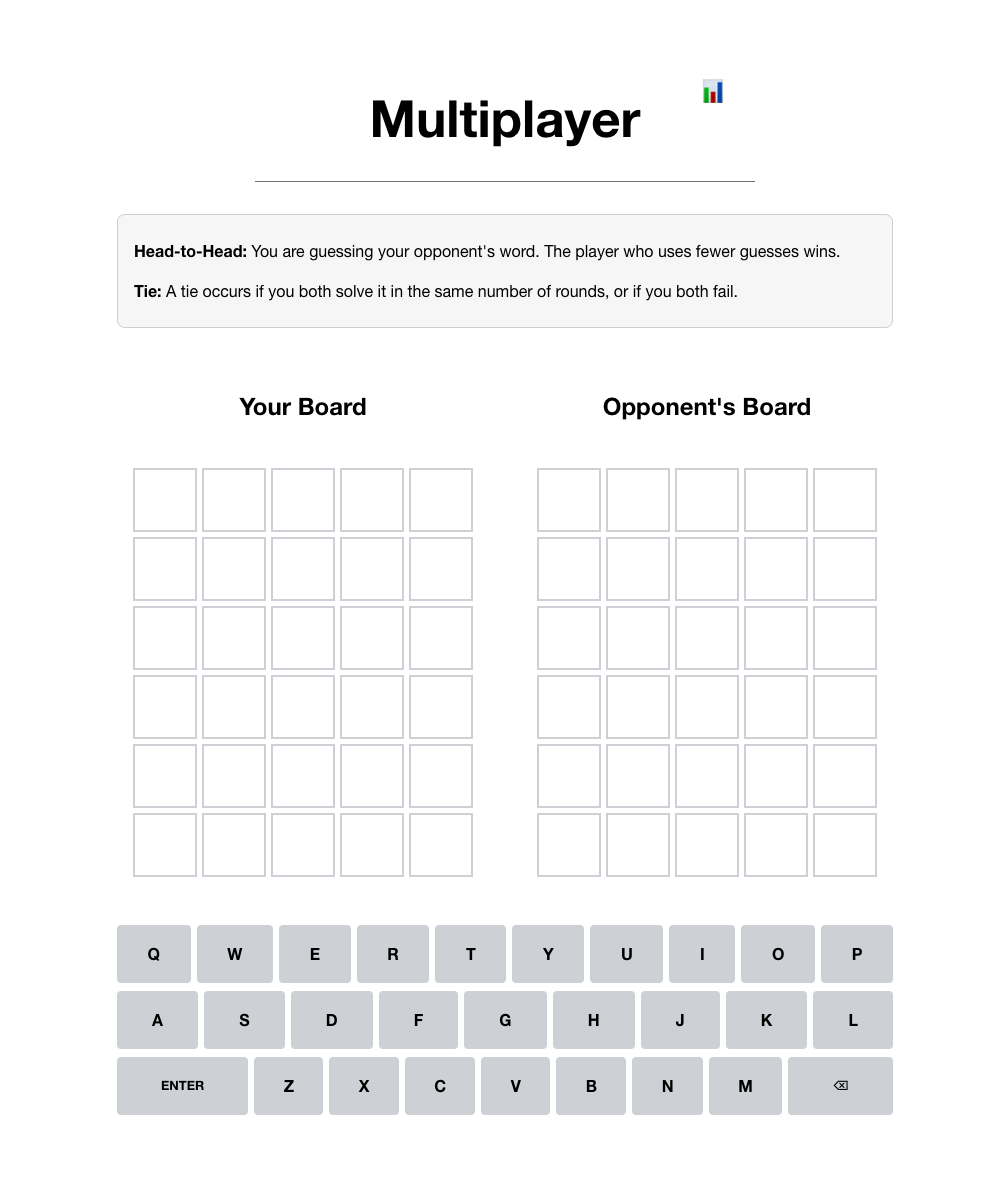 Multiplayer
Head-to-Head: You are guessing your opponent's word. The player who uses fewer guesses wins.
Tie: A tie occurs if you both solve it in the same number of rounds, or if you both fail.
Your Board
Opponent's Board
Q W E R T Y U I O P
A S D F G H J K L
ENTER Z X C V B N M ⌫